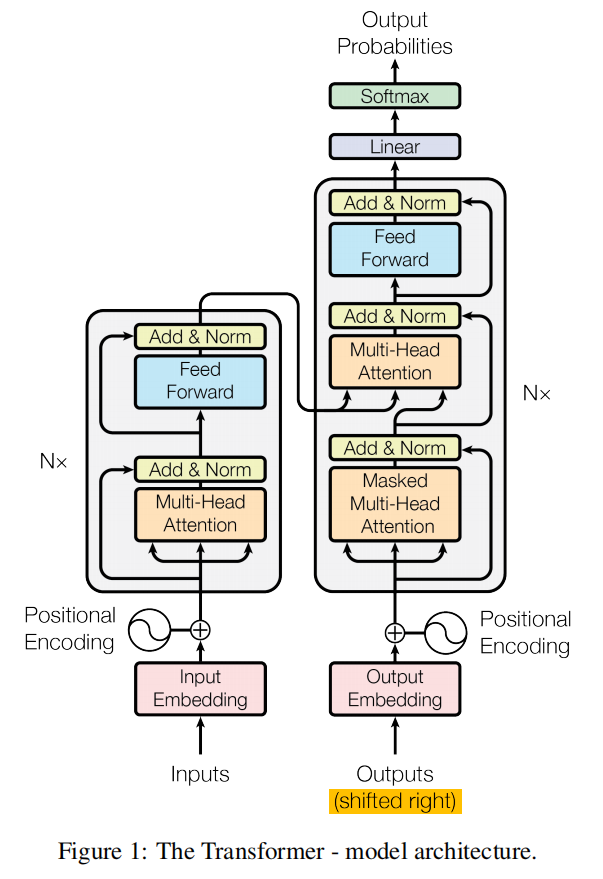 Output
Probabilities
Softmax
Linear
Add & Norm
Feed
Forward
Add & Norm
Multi-Head
Attention
Add & Norm
Masked
Multi-Head
Attention
N×
Add & Norm
Feed
Forward
Add & Norm
Multi-Head
Attention
N×
Positional
Encoding
Positional
Encoding
Input
Embedding
Output
Embedding
Inputs
Outputs
(shifted right)
Figure 1: The Transformer - model architecture.